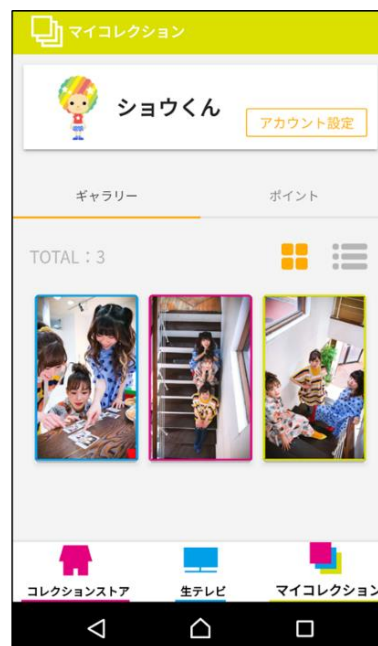 マイコレクション
ショウくん
アカウント設定
ギャラリー
ポイント
TOTAL：3
コレクションストア
生テレビ
マイコレクション